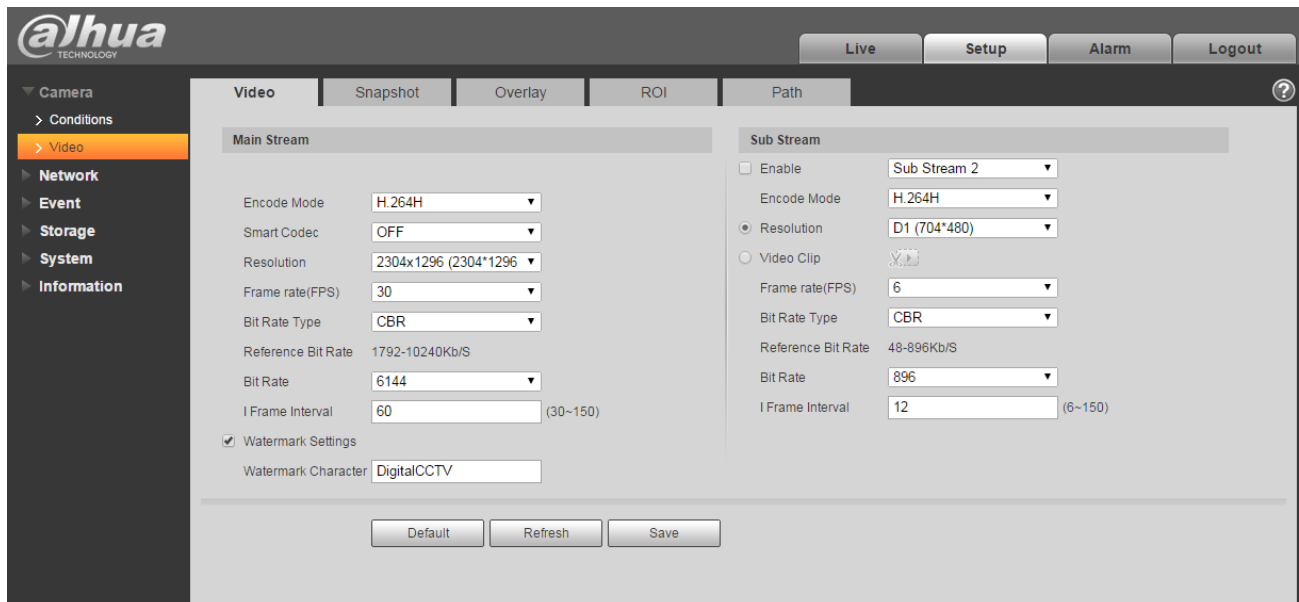 alhua
TECHNOLOGY
Live Setup Alarm Logout
Camera
Conditions
Video
Network
Event
Storage
System
Information
Video Snapshot Overlay ROI Path
?
Main Stream
Encode Mode H.264H
Smart Codec OFF
Resolution 2304x1296 (2304*1296
Frame rate(FPS) 30
Bit Rate Type CBR
Reference Bit Rate 1792-10240Kb/S
Bit Rate 6144
I Frame Interval 60 (30~150)
Watermark Settings
Watermark Character DigitalCCTV
Sub Stream
Enable Sub Stream 2
Encode Mode H.264H
Resolution D1 (704*480)
Video Clip
Frame rate(FPS) 6
Bit Rate Type CBR
Reference Bit Rate 48-896Kb/S
Bit Rate 896
I Frame Interval 12 (6~150)
Default Refresh Save